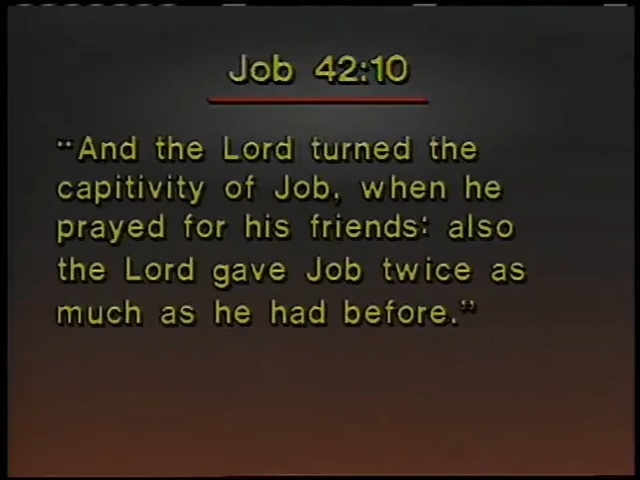 Job 42:10
"And the Lord turned the
capitivity of Job, when he
prayed for his friends: also
the Lord gave Job twice as
much as he had before."